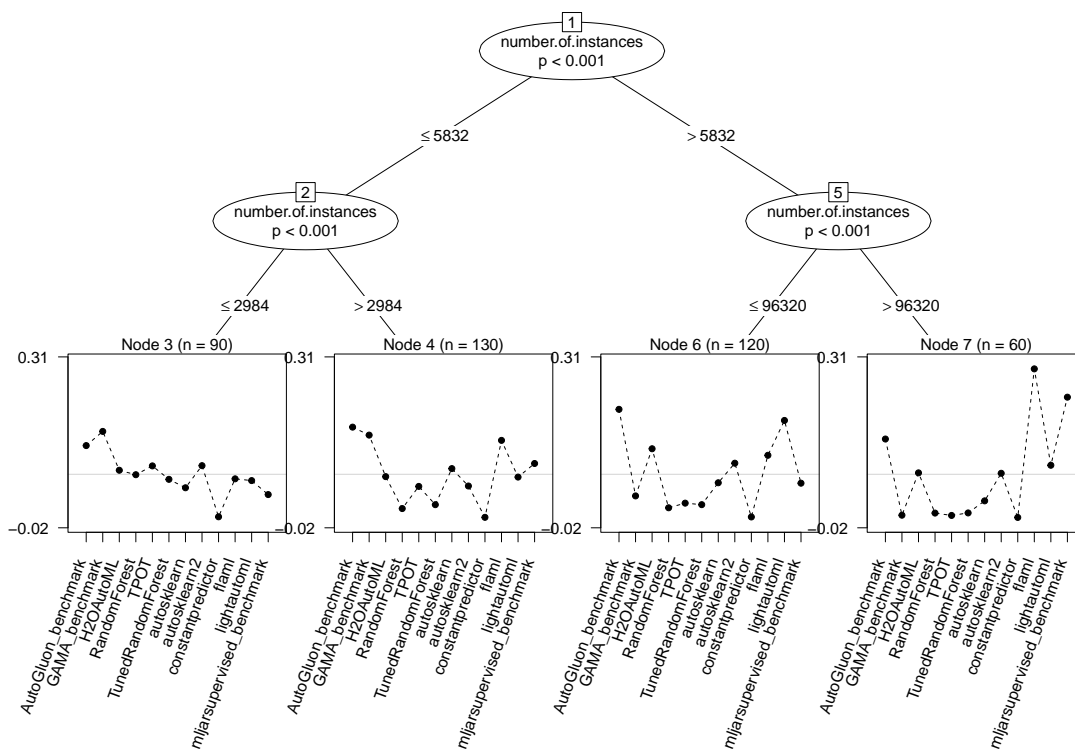 1
number.of.instances
p < 0.001
≤ 5832
> 5832
2
number.of.instances
p < 0.001
5
number.of.instances
p < 0.001
≤ 2984
> 2984
≤ 96320
> 96320
Node 3 (n = 90)
0.31
−0.02
AutoGluon_benchmark
GAMA_benchmark
H2OAutoML
RandomForest
TPOT
TunedRandomForest
autosklearn
autosklearn2
constantpredictor
flaml
lightautoml
mljarsupervised_benchmark
Node 4 (n = 130)
0.31
−0.02
AutoGluon_benchmark
GAMA_benchmark
H2OAutoML
RandomForest
TPOT
TunedRandomForest
autosklearn
autosklearn2
constantpredictor
flaml
lightautoml
mljarsupervised_benchmark
Node 6 (n = 120)
0.31
−0.02
AutoGluon_benchmark
GAMA_benchmark
H2OAutoML
RandomForest
TPOT
TunedRandomForest
autosklearn
autosklearn2
constantpredictor
flaml
lightautoml
mljarsupervised_benchmark
Node 7 (n = 60)
0.31
−0.02
AutoGluon_benchmark
GAMA_benchmark
H2OAutoML
RandomForest
TPOT
TunedRandomForest
autosklearn
autosklearn2
constantpredictor
flaml
lightautoml
mljarsupervised_benchmark